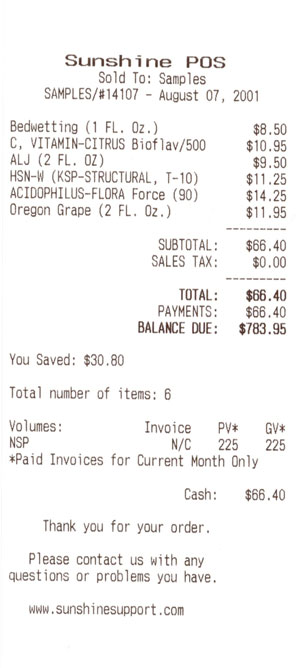 Sunshine POS
Sold To: Samples
SAMPLES/#14107 - August 07, 2001
Bedwetting (1 FL. Oz.) $8.50
C, VITAMIN-CITRUS Bioflav/500 $10.95
ALJ (2 FL. OZ) $9.50
HSN-W (KSP-STRUCTURAL, T-10) $11.25
ACIDOPHILUS-FLORA Force (90) $14.25
Oregon Grape (2 FL. Oz.) $11.95
---------
SUBTOTAL: $66.40
SALES TAX: $0.00
---------
TOTAL: $66.40
PAYMENTS: $66.40
BALANCE DUE: $783.95
You Saved: $30.80
Total number of items: 6
Volumes: Invoice PV* GV*
NSP N/C 225 225
*Paid Invoices for Current Month Only
Cash: $66.40
Thank you for your order.
Please contact us with any
questions or problems you have.
www.sunshinesupport.com